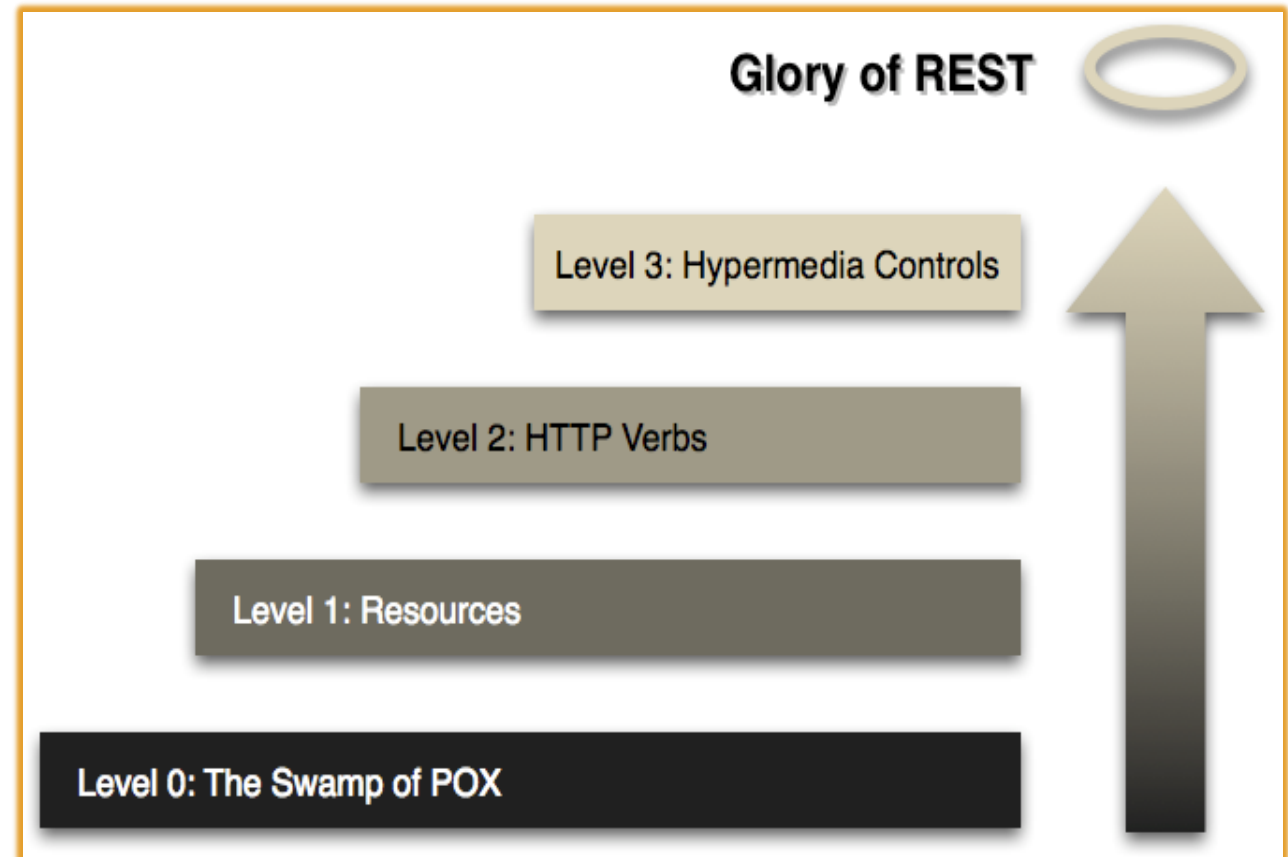 Glory of REST
Level 3: Hypermedia Controls
Level 2: HTTP Verbs
Level 1: Resources
Level 0: The Swamp of POX